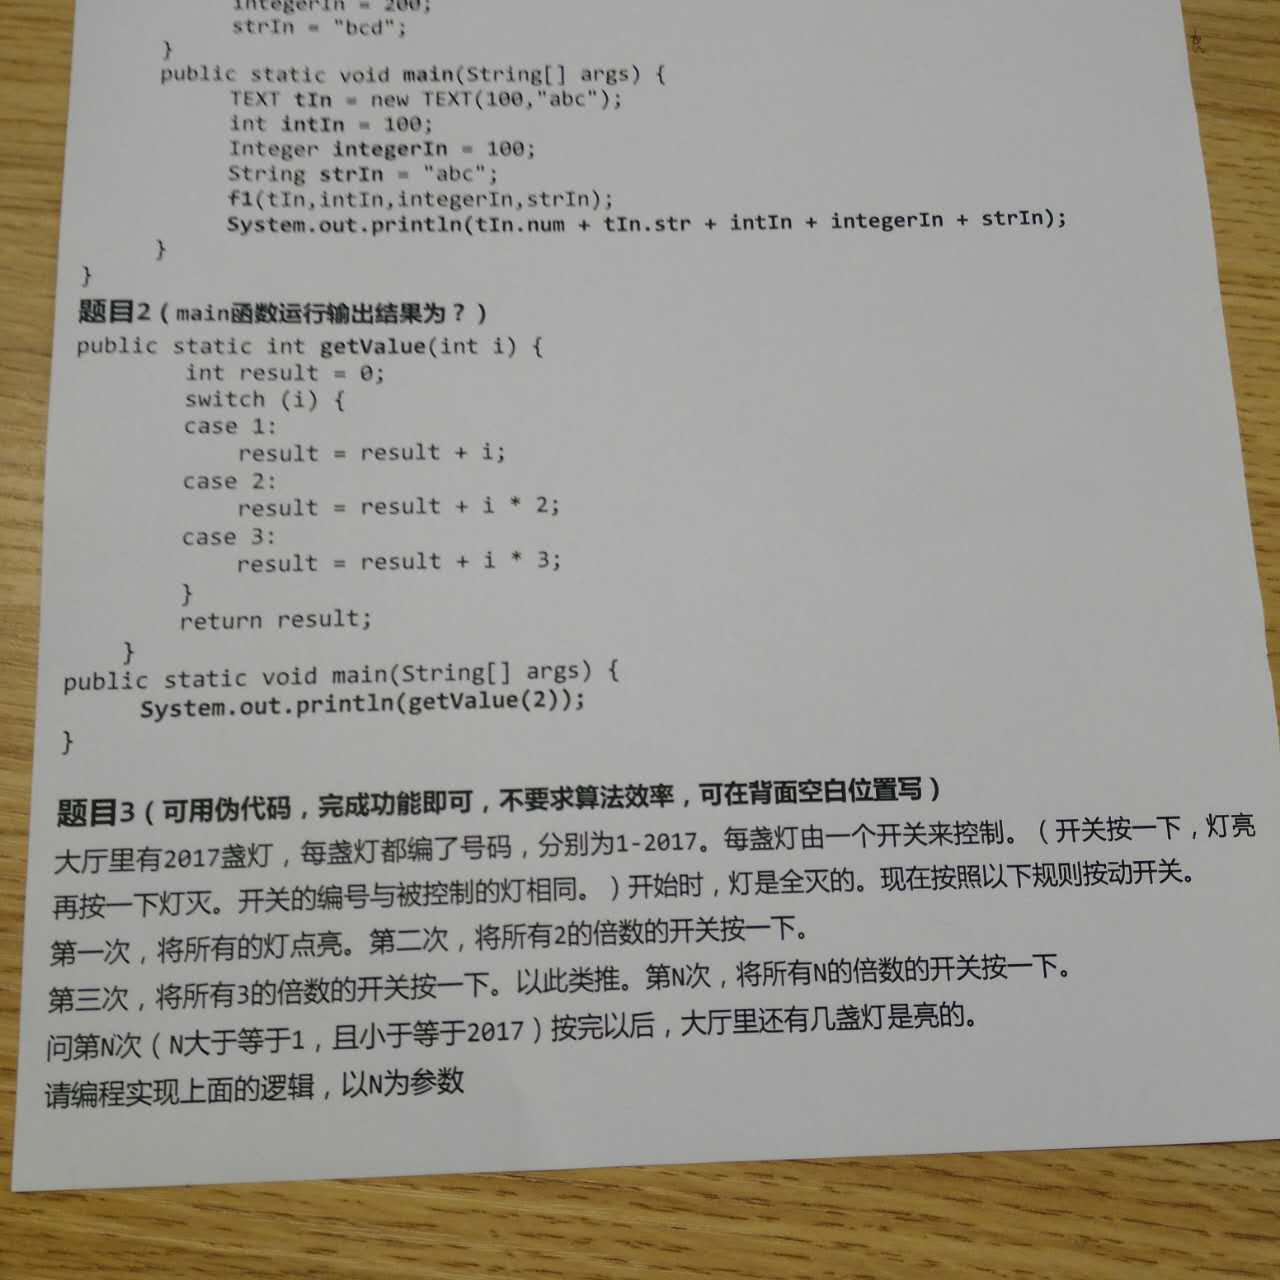 integerIn = 200;
strIn = "bcd";
}
public static void main(String[] args) {
TEXT tIn = new TEXT(100,"abc");
int intIn = 100;
Integer integerIn = 100;
String strIn = "abc";
f1(tIn,intIn,integerIn,strIn);
System.out.println(tIn.num + tIn.str + intIn + integerIn + strIn);
}
}
题目2（main函数运行输出结果为？）
public static int getValue(int i) {
int result = 0;
switch (i) {
case 1:
result = result + i;
case 2:
result = result + i * 2;
case 3:
result = result + i * 3;
}
return result;
}
public static void main(String[] args) {
System.out.println(getValue(2));
}
题目3（可用伪代码，完成功能即可，不要求算法效率，可在背面空白位置写）
大厅里有2017盏灯，每盏灯都编了号码，分别为1-2017。每盏灯由一个开关来控制。（开关按一下，灯亮
再按一下灯灭。开关的编号与被控制的灯相同。）开始时，灯是全灭的。现在按照以下规则按动开关。
第一次，将所有的灯点亮。第二次，将所有2的倍数的开关按一下。
第三次，将所有3的倍数的开关按一下。以此类推。第N次，将所有N的倍数的开关按一下。
问第N次（N大于等于1，且小于等于2017）按完以后，大厅里还有几盏灯是亮的。
请编程实现上面的逻辑，以N为参数